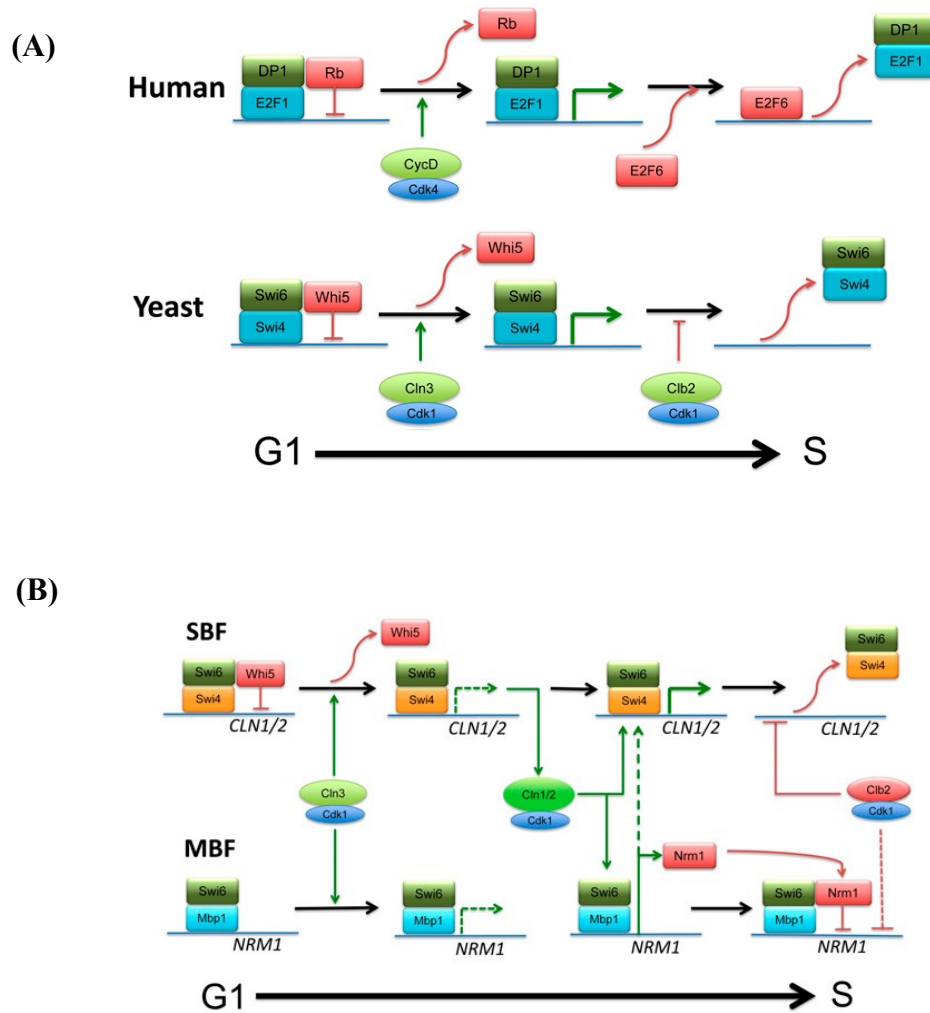 (A)
Human
DP1
Rb
E2F1
Rb
CycD
Cdk4
DP1
E2F1
E2F6
E2F6
DP1
E2F1
Yeast
Swi6
Whi5
Swi4
Whi5
Cln3
Cdk1
Swi6
Swi4
Clb2
Cdk1
Swi6
Swi4
G1
S
(B)
SBF
Swi6
Whi5
Swi4
CLN1/2
Whi5
Swi6
Swi4
CLN1/2
Swi6
Swi4
CLN1/2
Swi6
Swi4
CLN1/2
Cln3
Cdk1
Cln1/2
Cdk1
Clb2
Cdk1
MBF
Swi6
Mbp1
NRM1
Swi6
Mbp1
NRM1
Swi6
Mbp1
NRM1
Nrm1
Swi6
Nrm1
Mbp1
NRM1
G1
S